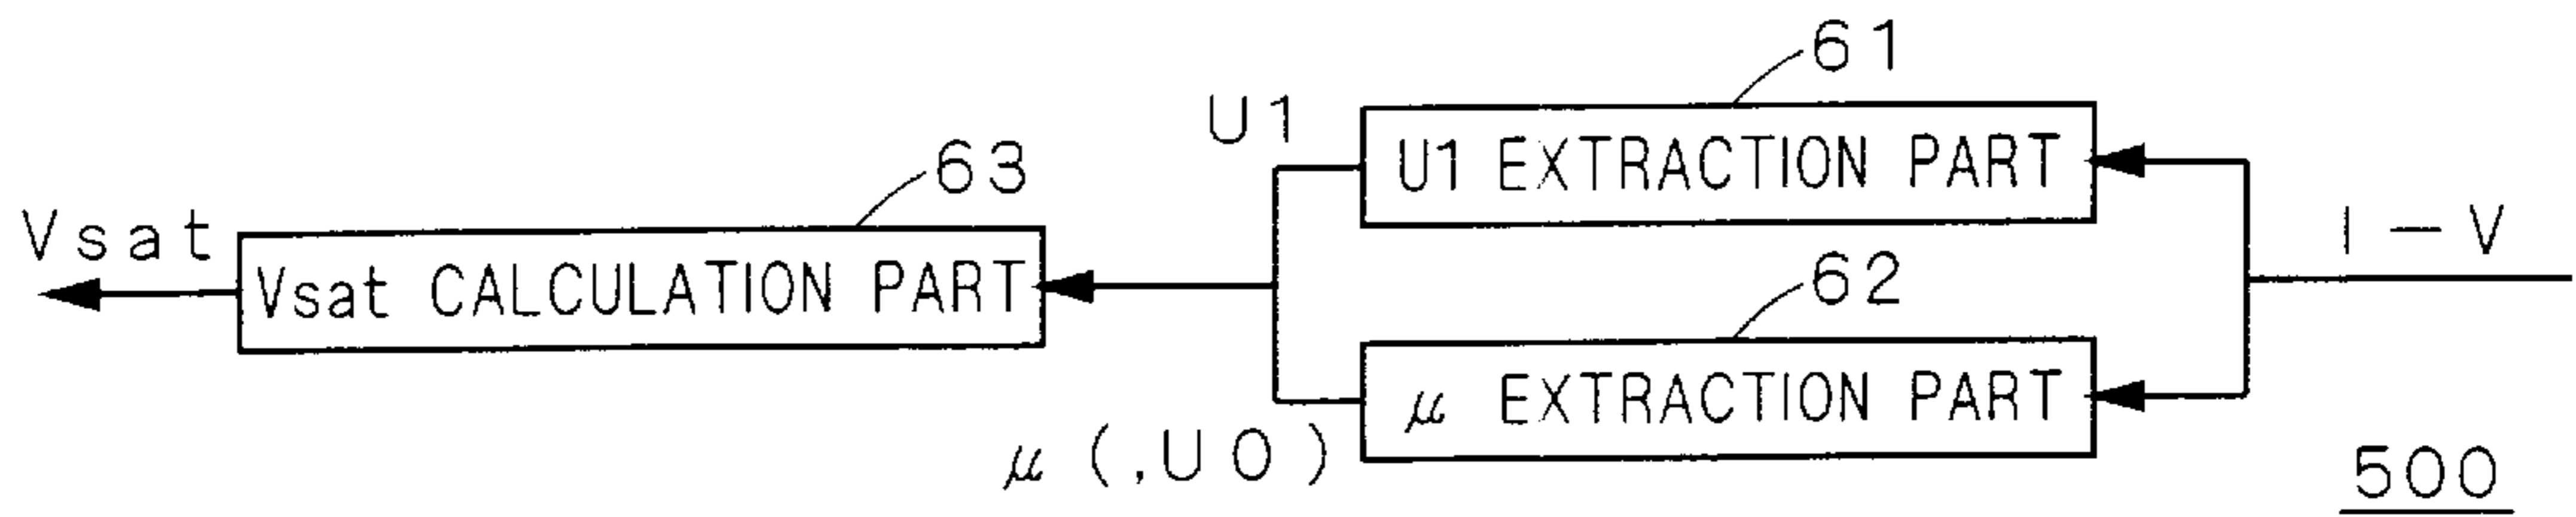 61
U1
U1 EXTRACTION PART
63
Vsat
Vsat CALCULATION PART
I-V
62
μ EXTRACTION PART
μ (,U0)
500